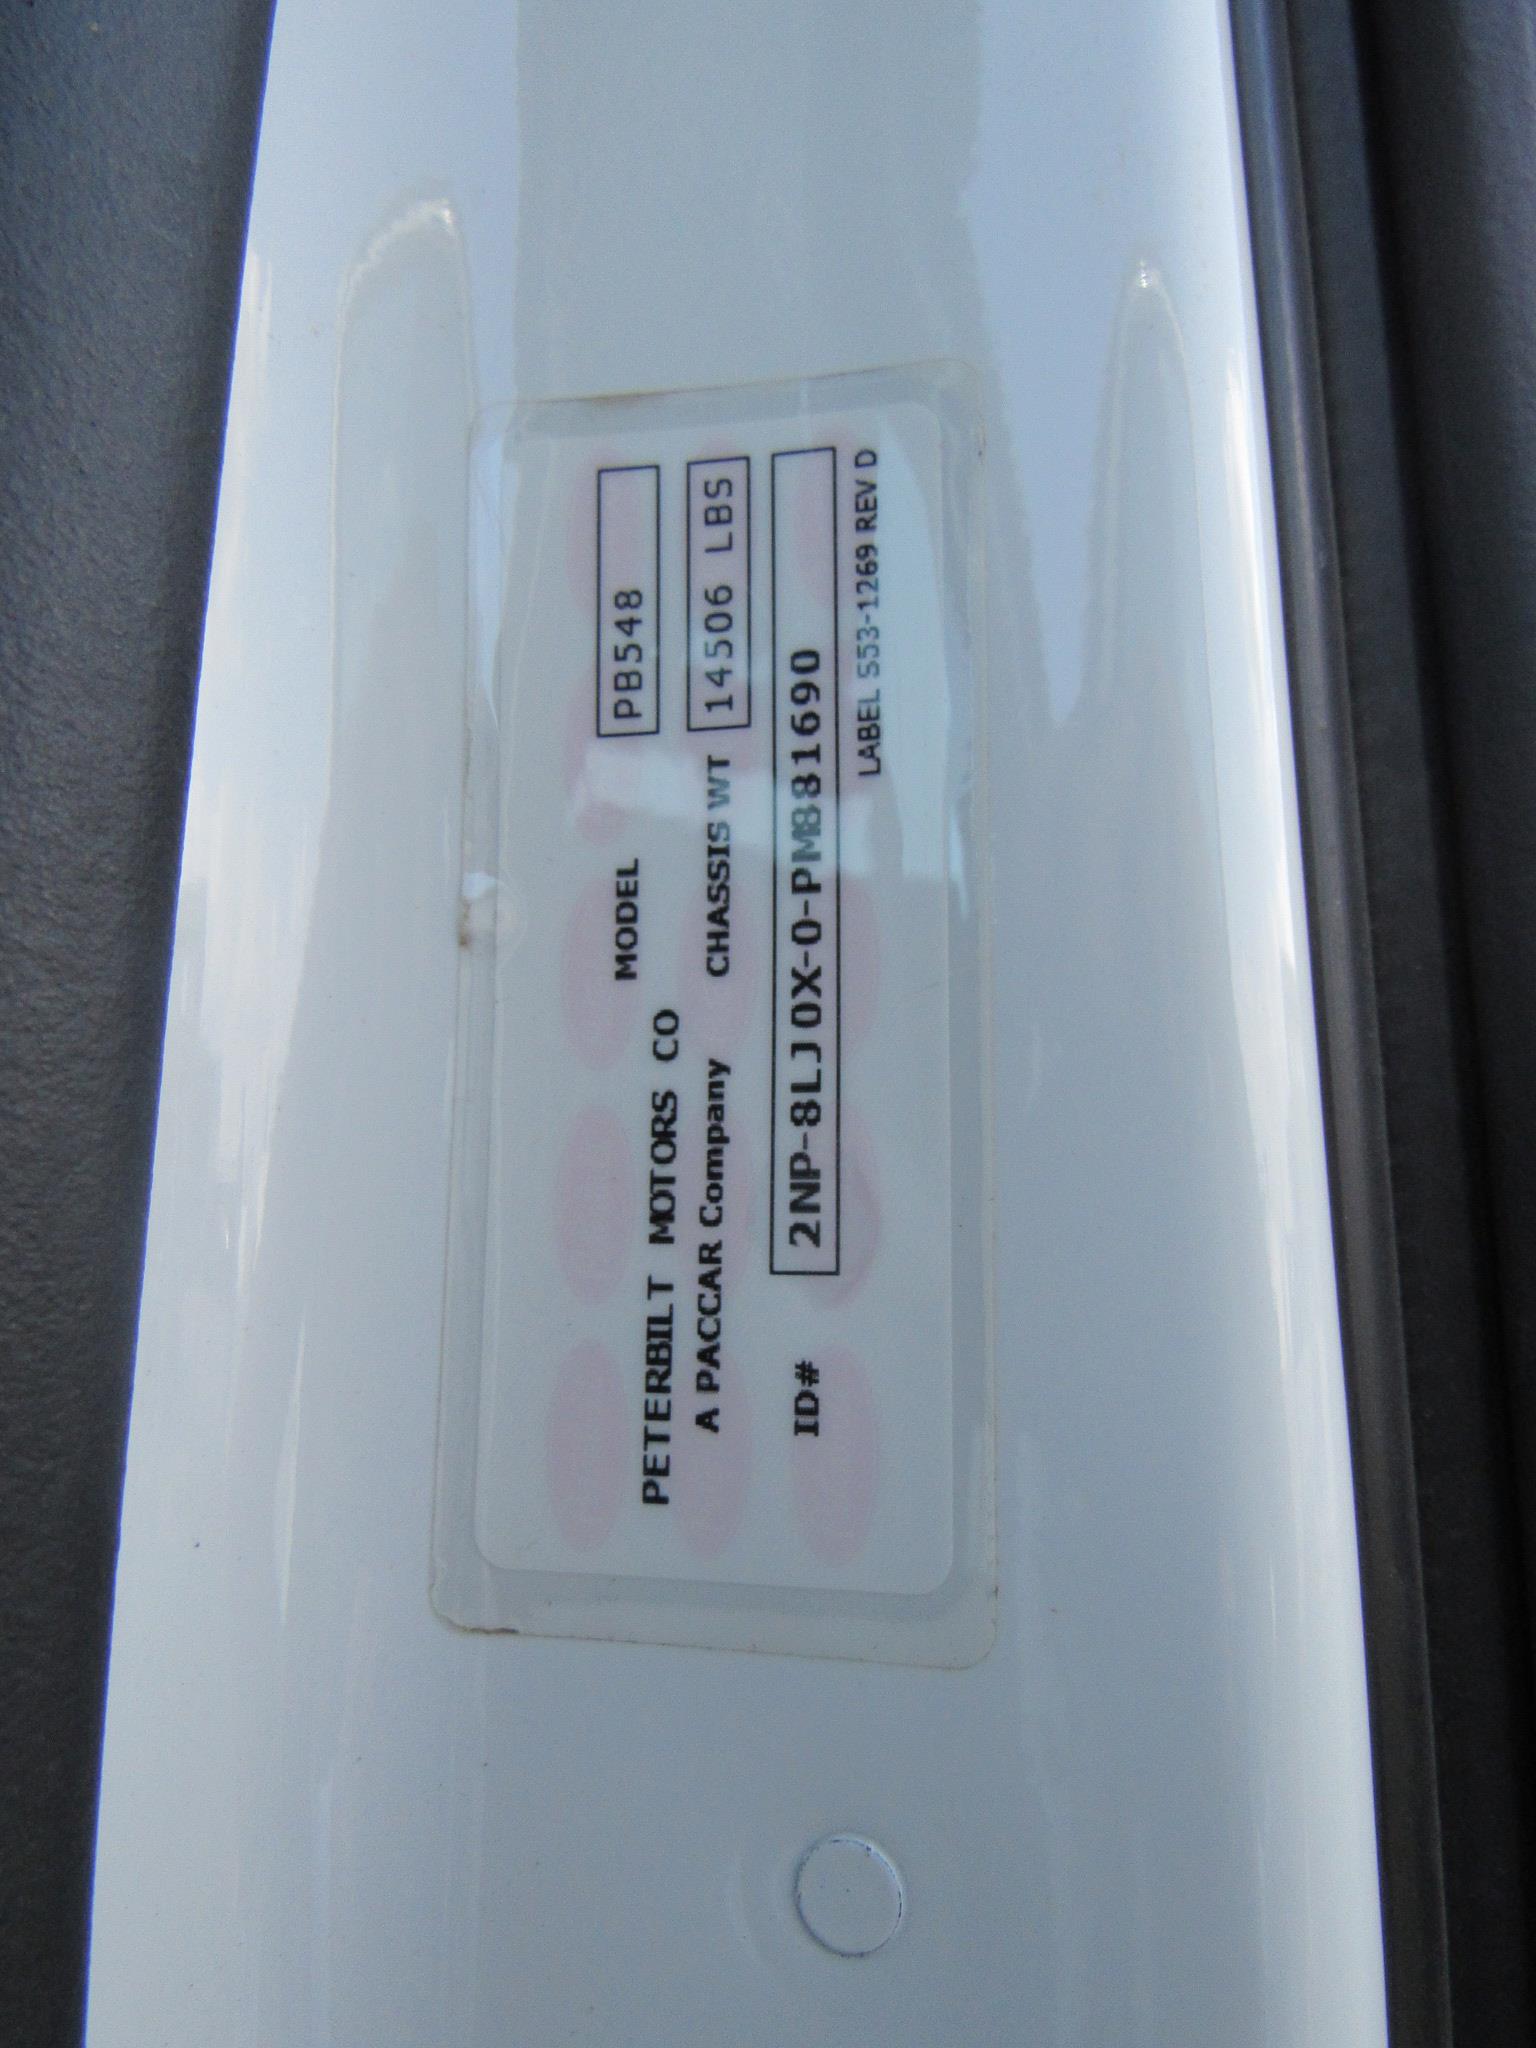 MODEL PB548
PETERBILT MOTORS CO
A PACCAR Company CHASSIS WT 14506 LBS
ID# 2NP-8LJ0X-0-PM881690
LABEL S53-1269 REV D